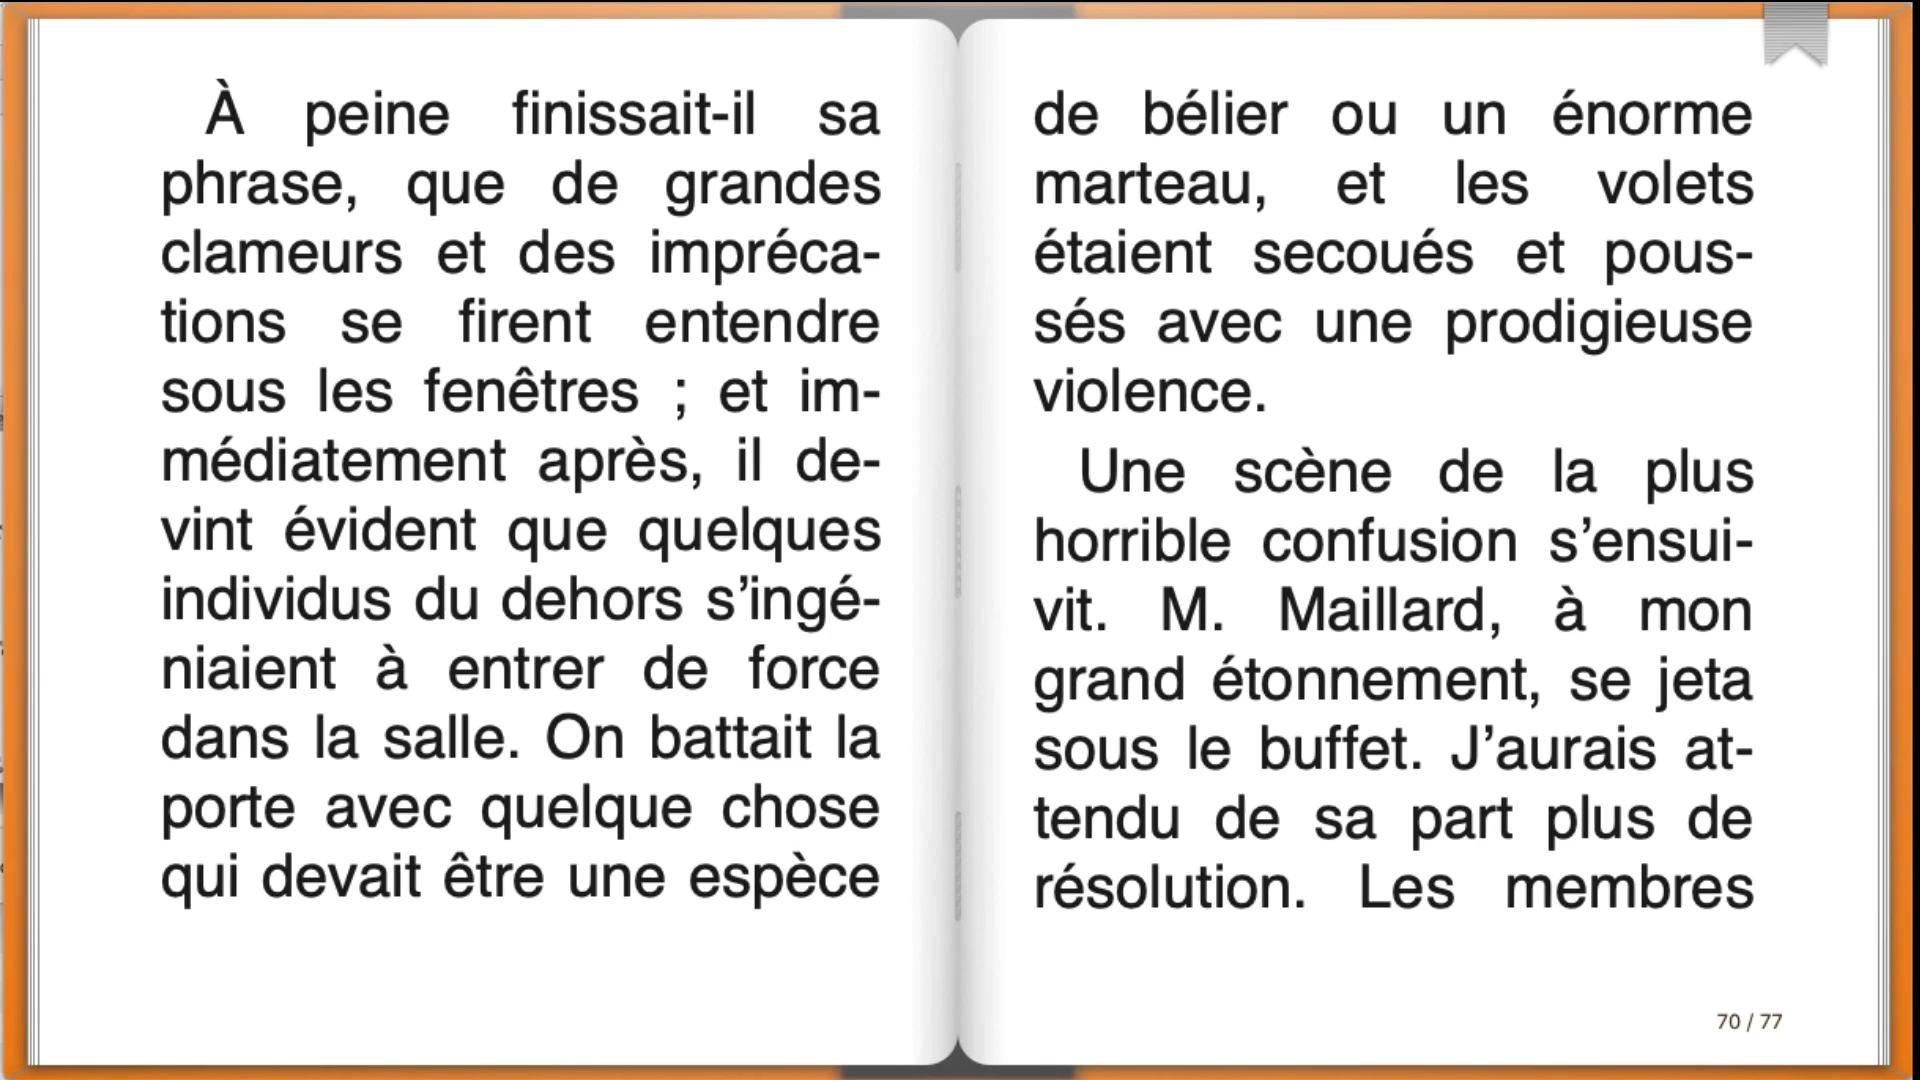 À peine finissait-il sa
phrase, que de grandes
clameurs et des impréca-
tions se firent entendre
sous les fenêtres ; et im-
médiatement après, il de-
vint évident que quelques
individus du dehors s’ingé-
niaient à entrer de force
dans la salle. On battait la
porte avec quelque chose
qui devait être une espèce
de bélier ou un énorme
marteau, et les volets
étaient secoués et pous-
sés avec une prodigieuse
violence.
Une scène de la plus
horrible confusion s’ensui-
vit. M. Maillard, à mon
grand étonnement, se jeta
sous le buffet. J’aurais at-
tendu de sa part plus de
résolution. Les membres
70 / 77